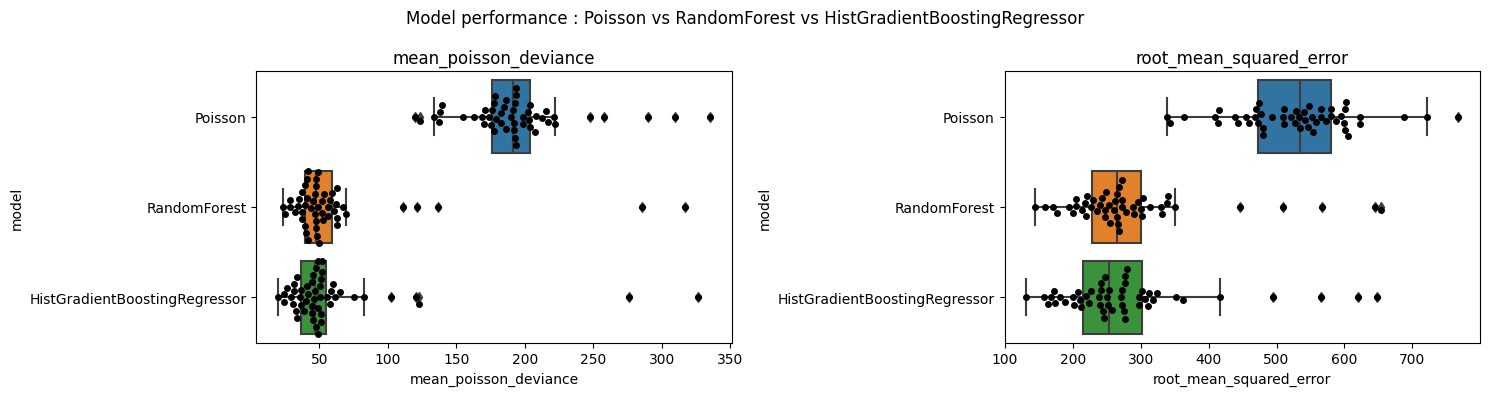 Model performance : Poisson vs RandomForest vs HistGradientBoostingRegressor
mean_poisson_deviance
model
Poisson
RandomForest
HistGradientBoostingRegressor
50 100 150 200 250 300 350
mean_poisson_deviance
root_mean_squared_error
model
Poisson
RandomForest
HistGradientBoostingRegressor
100 200 300 400 500 600 700
root_mean_squared_error